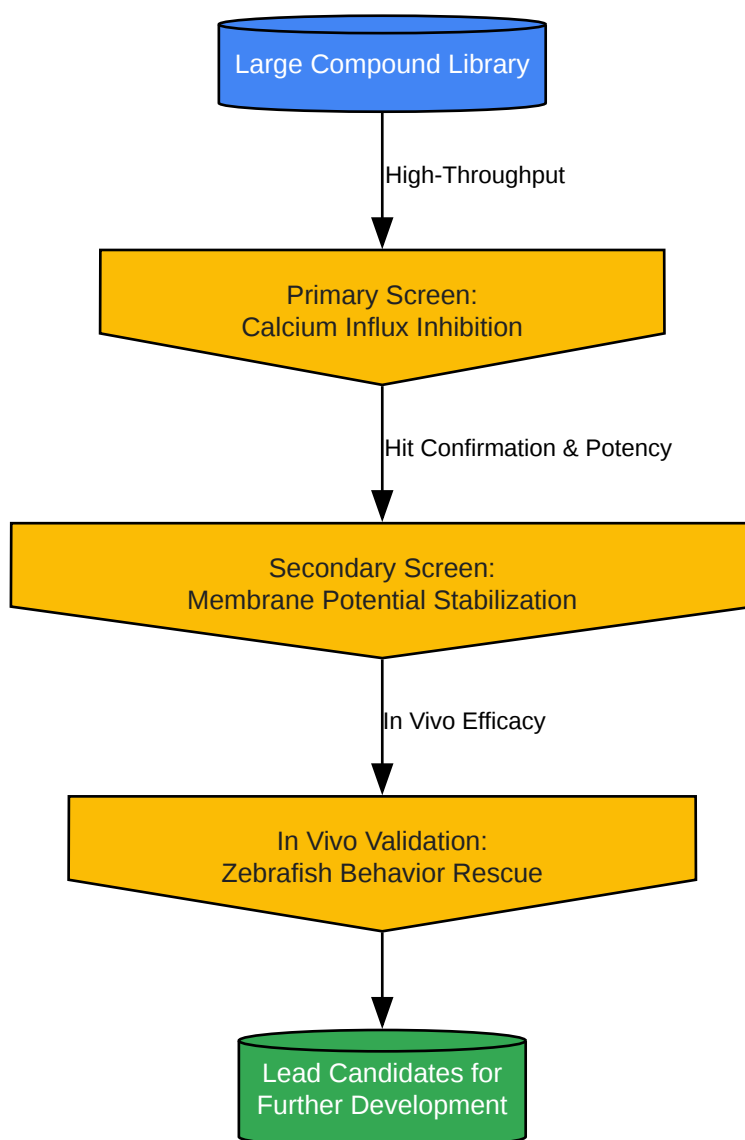 Large Compound Library
High-Throughput
Primary Screen:
Calcium Influx Inhibition
Hit Confirmation & Potency
Secondary Screen:
Membrane Potential Stabilization
In Vivo Efficacy
In Vivo Validation:
Zebrafish Behavior Rescue
Lead Candidates for
Further Development